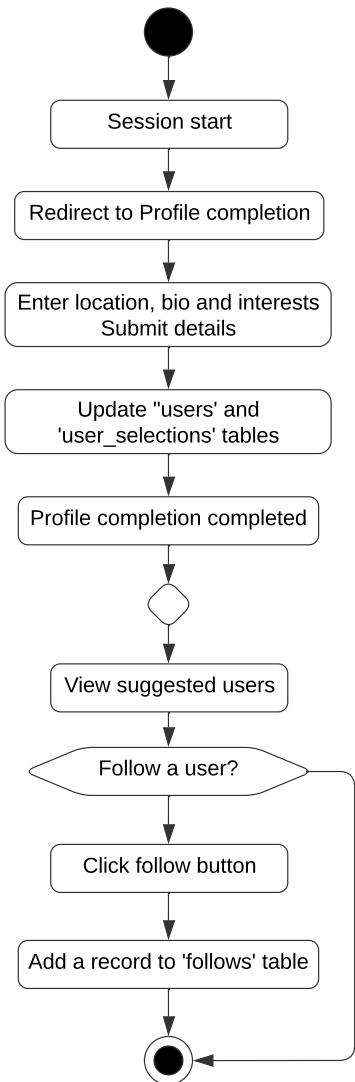 Session start
Redirect to Profile completion
Enter location, bio and interests
Submit details
Update "users' and
'user_selections' tables
Profile completion completed
View suggested users
Follow a user?
Click follow button
Add a record to 'follows' table